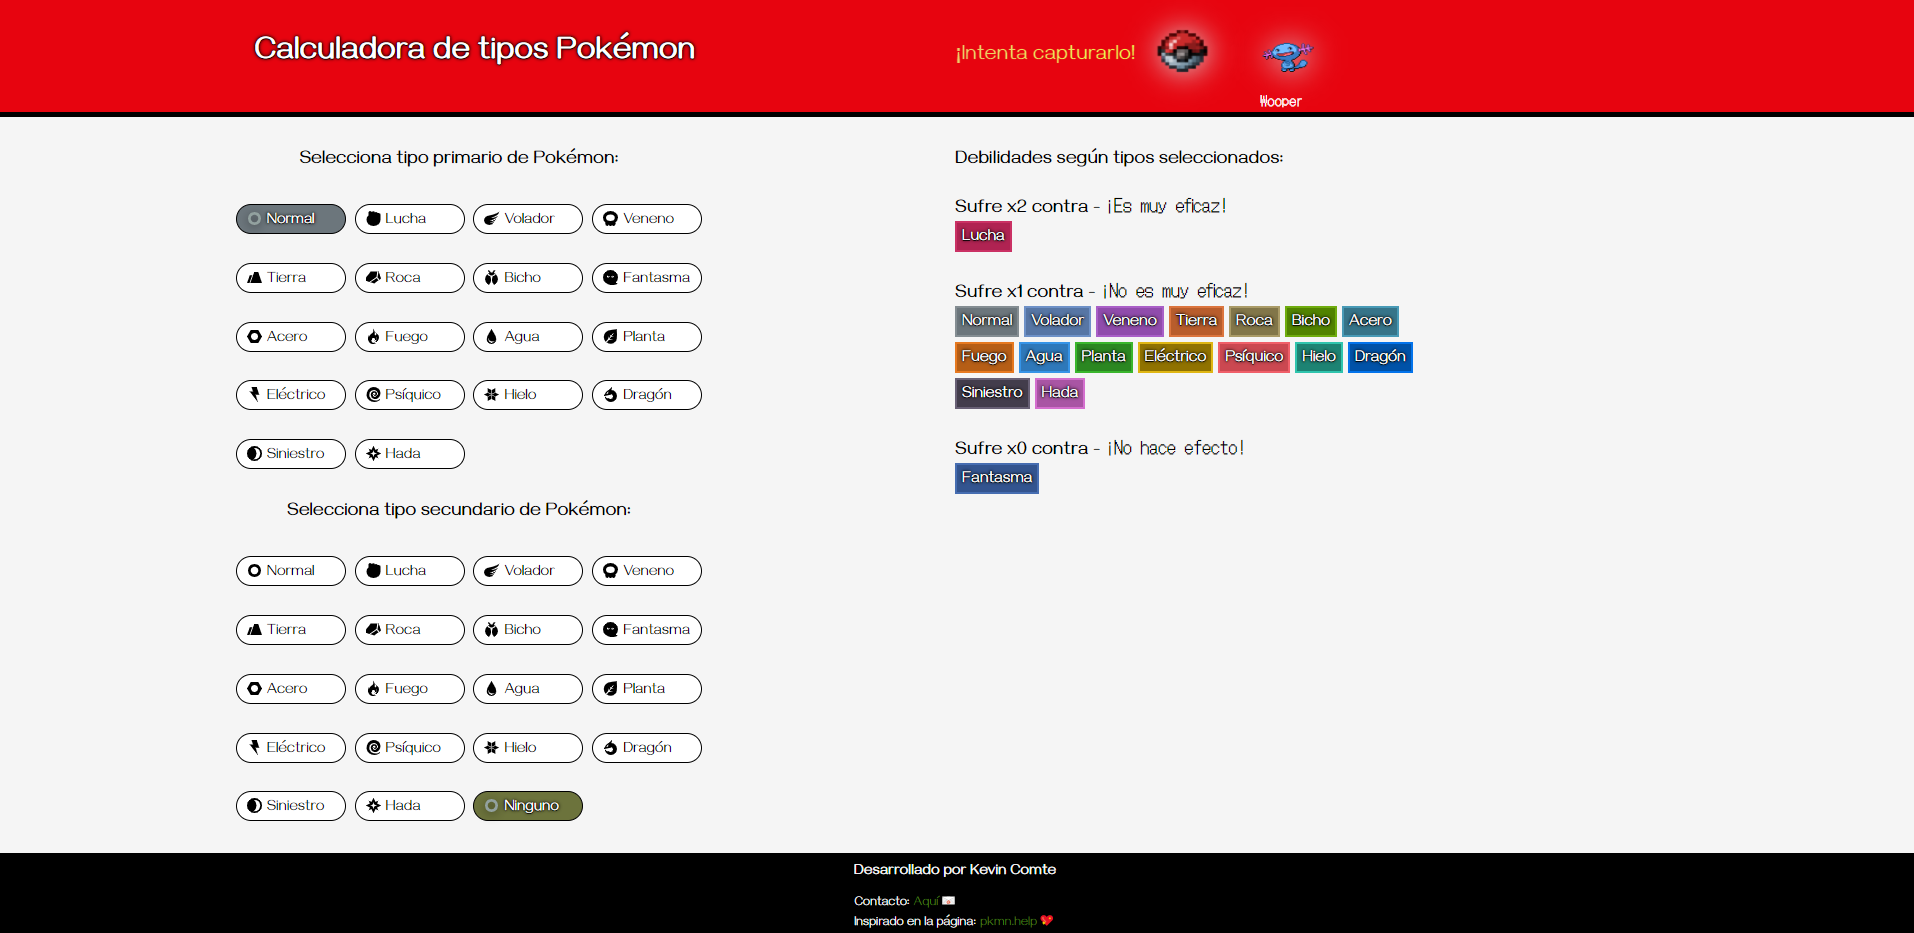 Calculadora de tipos Pokémon
¡Intenta capturarlo!
Wooper
Selecciona tipo primario de Pokémon:
Normal Lucha Volador Veneno
Tierra Roca Bicho Fantasma
Acero Fuego Agua Planta
Eléctrico Psíquico Hielo Dragón
Siniestro Hada
Selecciona tipo secundario de Pokémon:
Normal Lucha Volador Veneno
Tierra Roca Bicho Fantasma
Acero Fuego Agua Planta
Eléctrico Psíquico Hielo Dragón
Siniestro Hada Ninguno
Debilidades según tipos seleccionados:
Sufre x2 contra - ¡Es muy eficaz!
Lucha
Sufre x1 contra - ¡No es muy eficaz!
Normal Volador Veneno Tierra Roca Bicho Acero
Fuego Agua Planta Eléctrico Psíquico Hielo Dragón
Siniestro Hada
Sufre x0 contra - ¡No hace efecto!
Fantasma
Desarrollado por Kevin Comte
Contacto: Aquí 💌
Inspirado en la página: pkmn.help 💖